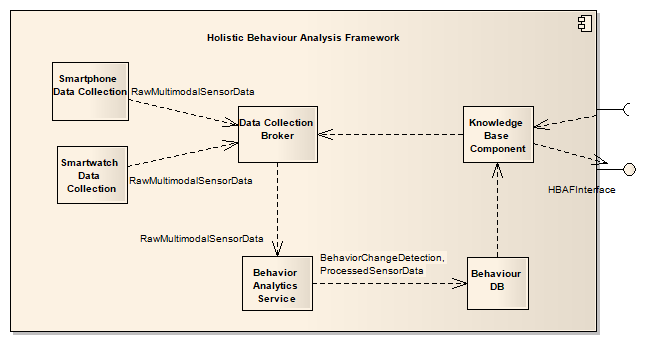 Holistic Behaviour Analysis Framework
Smartphone
Data Collection
RawMultimodalSensorData
Data Collection
Broker
Knowledge
Base
Component
Smartwatch
Data
Collection
RawMultimodalSensorData
HBAFInterface
RawMultimodalSensorData
Behavior
Analytics
Service
BehaviorChangeDetection,
ProcessedSensorData
Behaviour
DB